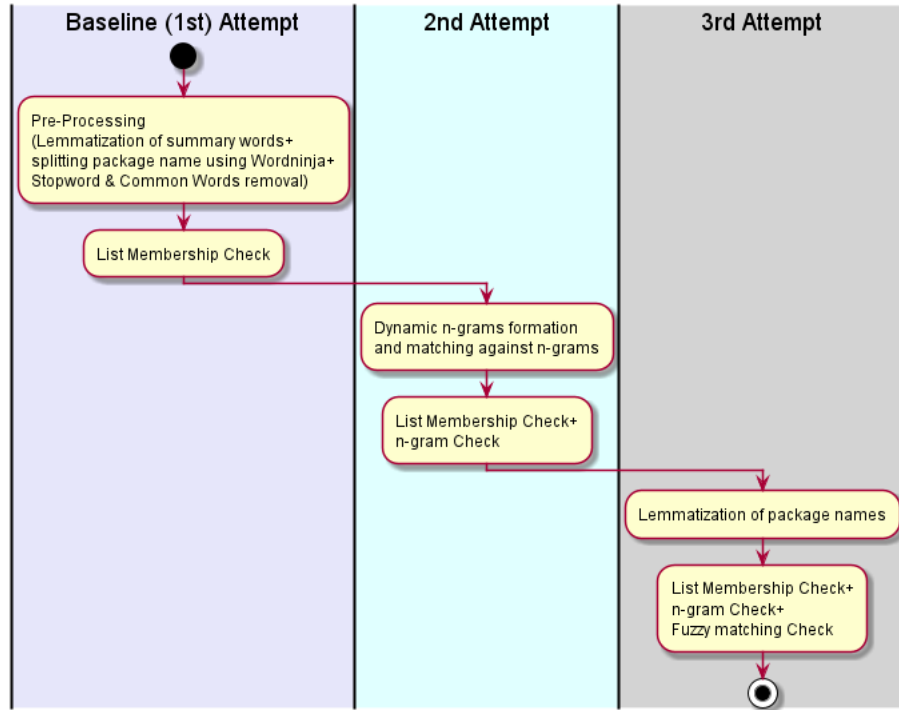 Baseline (1st) Attempt
2nd Attempt
3rd Attempt
Pre-Processing
(Lemmatization of summary words+
splitting package name using Wordninja+
Stopword & Common Words removal)
List Membership Check
Dynamic n-grams formation
and matching against n-grams
List Membership Check+
n-gram Check
Lemmatization of package names
List Membership Check+
n-gram Check+
Fuzzy matching Check